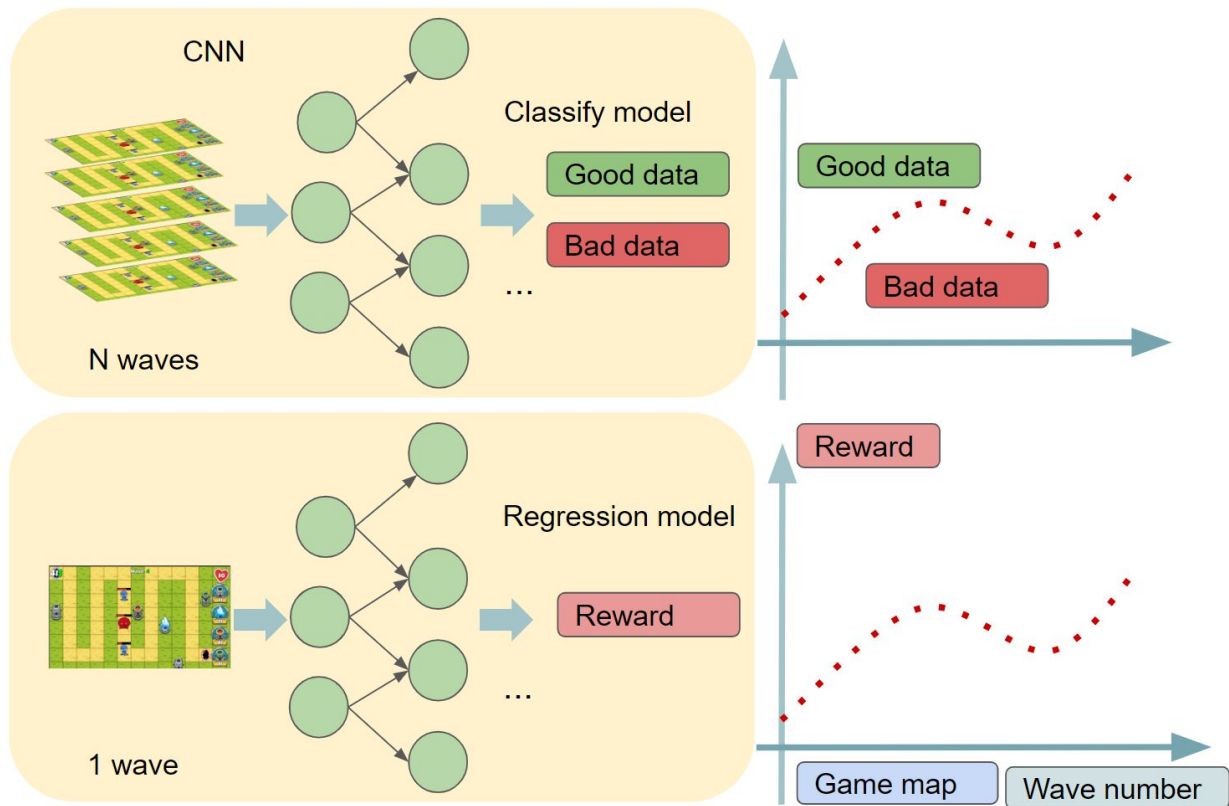 CNN
Classify model
Good data
Bad data
...
N waves
Good data
Bad data
Regression model
Reward
...
1 wave
Reward
Game map
Wave number